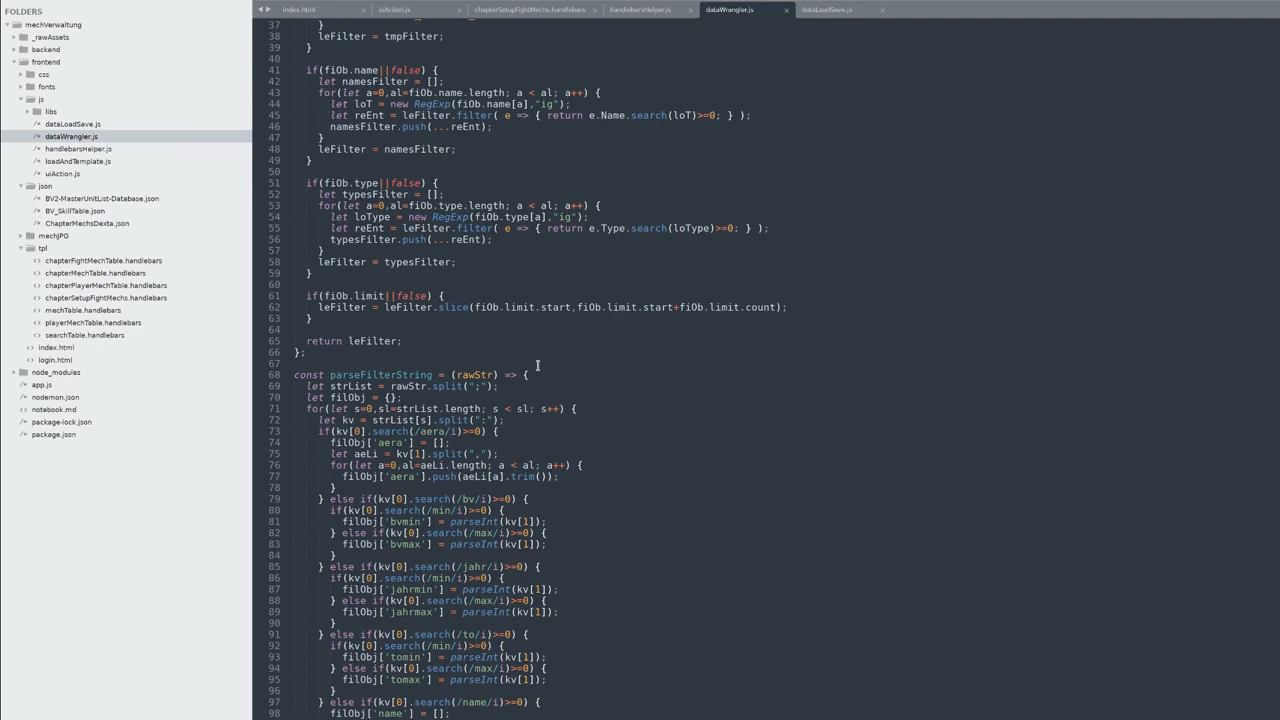 FOLDERS
mechVerwaltung
_rawAssets
backend
frontend
css
fonts
js
libs
dataLoadSave.js
dataWrangler.js
handlebarsHelper.js
loadAndTemplate.js
uiAction.js
json
BV2-MasterUnitList-Database.json
BV_SkillTable.json
ChapterMechsDexta.json
mechJPG
tpl
chapterFightMechTable.handlebars
chapterMechTable.handlebars
chapterPlayerMechTable.handlebars
chapterSetupFightMechs.handlebars
mechTable.handlebars
playerMechTable.handlebars
searchTable.handlebars
index.html
login.html
node_modules
app.js
nodemon.json
notebook.md
package-lock.json
package.json
index.html × uiAction.js × chapterSetupFightMechs.handlebars × handlebarsHelper.js × dataWrangler.js × dataLoadSave.js ×
37 }
38 leFilter = tmpFilter;
39 }
40
41 if(fiOb.name||false) {
42 let namesFilter = [];
43 for(let a=0,al=fiOb.name.length; a < al; a++) {
44 let loT = new RegExp(fiOb.name[a],"ig");
45 let reEnt = leFilter.filter( e => { return e.Name.search(loT)>=0; } );
46 namesFilter.push(...reEnt);
47 }
48 leFilter = namesFilter;
49 }
50
51 if(fiOb.type||false) {
52 let typesFilter = [];
53 for(let a=0,al=fiOb.type.length; a < al; a++) {
54 let loType = new RegExp(fiOb.type[a],"ig");
55 let reEnt = leFilter.filter( e => { return e.Type.search(loType)>=0; } );
56 typesFilter.push(...reEnt);
57 }
58 leFilter = typesFilter;
59 }
60
61 if(fiOb.limit||false) {
62 leFilter = leFilter.slice(fiOb.limit.start,fiOb.limit.start+fiOb.limit.count);
63 }
64
65 return leFilter;
66 };
67
68 const parseFilterString = (rawStr) => {
69 let strList = rawStr.split(";");
70 let filObj = {};
71 for(let s=0,sl=strList.length; s < sl; s++) {
72 let kv = strList[s].split(":");
73 if(kv[0].search(/aera/i)>=0) {
74 filObj['aera'] = [];
75 let aeLi = kv[1].split(",");
76 for(let a=0,al=aeLi.length; a < al; a++) {
77 filObj['aera'].push(aeLi[a].trim());
78 }
79 } else if(kv[0].search(/bv/i)>=0) {
80 if(kv[0].search(/min/i)>=0) {
81 filObj['bvmin'] = parseInt(kv[1]);
82 } else if(kv[0].search(/max/i)>=0) {
83 filObj['bvmax'] = parseInt(kv[1]);
84 }
85 } else if(kv[0].search(/jahr/i)>=0) {
86 if(kv[0].search(/min/i)>=0) {
87 filObj['jahrmin'] = parseInt(kv[1]);
88 } else if(kv[0].search(/max/i)>=0) {
89 filObj['jahrmax'] = parseInt(kv[1]);
90 }
91 } else if(kv[0].search(/to/i)>=0) {
92 if(kv[0].search(/min/i)>=0) {
93 filObj['tomin'] = parseInt(kv[1]);
94 } else if(kv[0].search(/max/i)>=0) {
95 filObj['tomax'] = parseInt(kv[1]);
96 }
97 } else if(kv[0].search(/name/i)>=0) {
98 filObj['name'] = [];